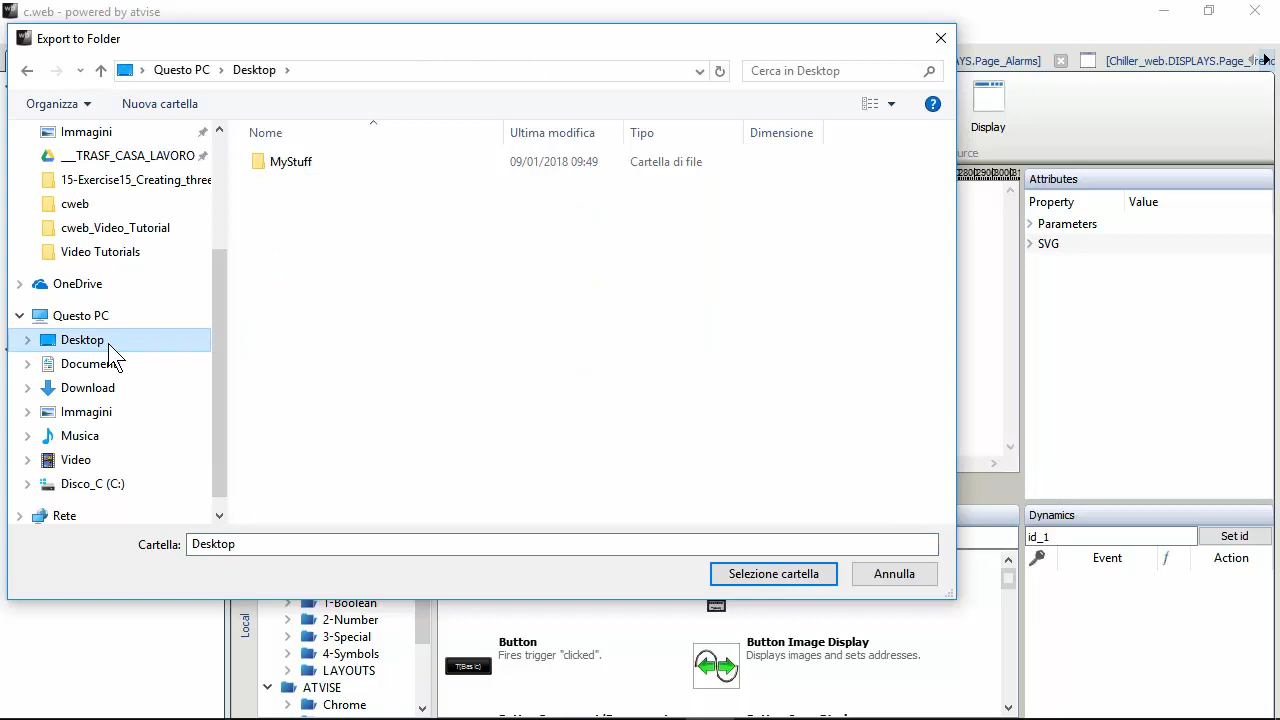 c.web - powered by atvise
Export to Folder
Questo PC
Desktop
Cerca in Desktop
Organizza
Nuova cartella
Nome
Ultima modifica
Tipo
Dimensione
MyStuff
09/01/2018 09:49
Cartella di file
Immagini
___TRASF_CASA_LAVORO
15-Exercise15_Creating_three
cweb
cweb_Video_Tutorial
Video Tutorials
OneDrive
Questo PC
Desktop
Download
Immagini
Musica
Video
Disco_C (C:)
Rete
Cartella:
Desktop
Selezione cartella
Annulla
AYS.Page_Alarms]
Display
Attributes
Property
Value
Parameters
SVG
Dynamics
id_1
Set id
Event
f
Action
Local
1-Boolean
2-Number
3-Special
4-Symbols
LAYOUTS
ATVISE
Chrome
T(Basic)
Button
Fires trigger "clicked".
Button Image Display
Displays images and sets addresses.